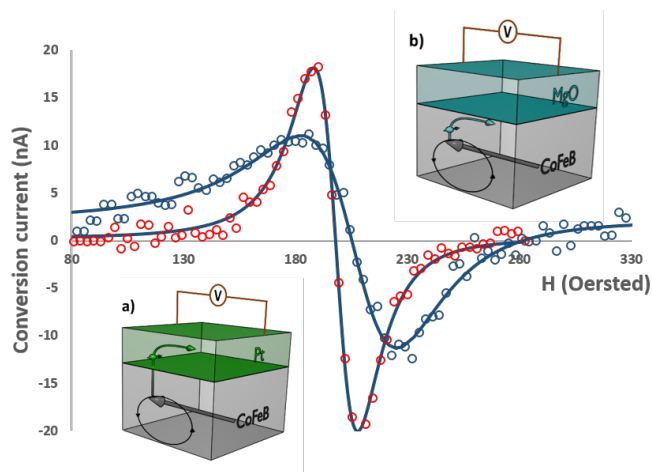 Conversion current (nA)
20
15
10
5
0
-5
-10
-15
-20
80
130
180
230
280
330
H (Oersted)
b)
V
MgO
CoFeB
a)
V
Pt
CoFeB